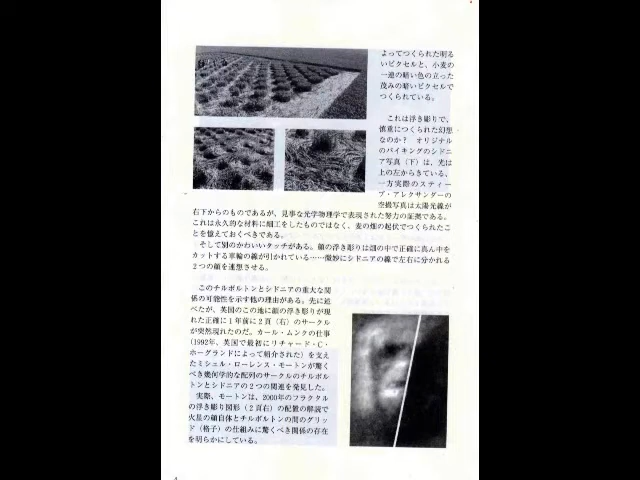 よってつくられた明る
いピクセルと、小麦の
一連の暗い色の立った
茂みの暗いピクセルで
つくられている。
これは浮き彫りで、
慎重につくられた幻想
なのか？ オリジナル
のバイキングのシドニ
ア写真（下）は、光は
上の左からきている、
一方実際のスティー
ブ・アレクサンダーの
空撮写真は太陽光線が
右下からのものであるが、見事な光学物理学で表現された努力の証拠である。
これは永久的な材料に細工をしたものではなく、麦の畑の起伏でつくられたこ
とを憶えておくべきである。
そして別のかわいいタッチがある。顔の浮き彫りは畑の中で正確に真ん中を
カットする車輪の線が引かれている……微妙にシドニアの線で左右に分かれる
2つの顔を連想させる。
このチルボルトンとシドニアの重大な関
係の可能性を示す他の理由がある。先に述
べたが、英国のこの地に顔の浮き彫りが現
れた正確に1年前に2頁（右）のサークル
が突然現れたのだ。カール・ムンクの仕事
（1992年、英国で最初にリチャード・C・
ホーグランドによって紹介された）を支え
たミシェル・ローレンス・モートンが驚く
べき幾何学的な配列のサークルのチルボル
トンとシドニアの2つの関連を発見した。
実際、モートンは、2000年のフラクタル
の浮き彫り図形（2頁右）の配置の解説で
火星の顔自体とチルボルトンの間のグリッ
ド（格子）の仕組みに驚くべき関係の存在
を明らかにしている。